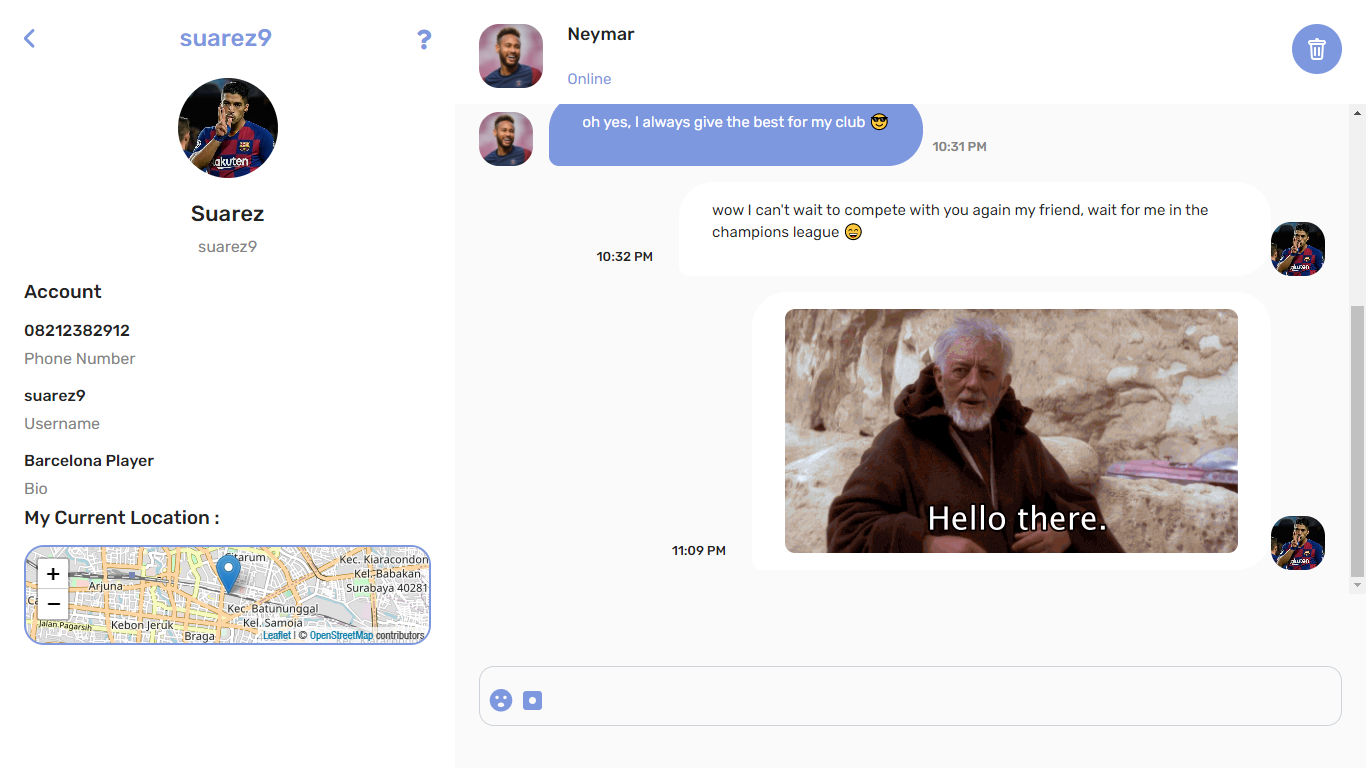 suarez9
?
Suarez
suarez9
Account
08212382912
Phone Number
suarez9
Username
Barcelona Player
Bio
My Current Location :
+
−
Citarum
Kec. Kiaracondon
Arjuna
Kel. Babakan
Surabaya 40281
Kec. Batununggal
Kel. Samoja
Jalan Pagarsih
Kebon Jeruk
Braga
Leaflet | © OpenStreetMap contributors
Neymar
Online
oh yes, I always give the best for my club 😎
10:31 PM
wow I can't wait to compete with you again my friend, wait for me in the
champions league 😄
10:32 PM
Hello there.
11:09 PM